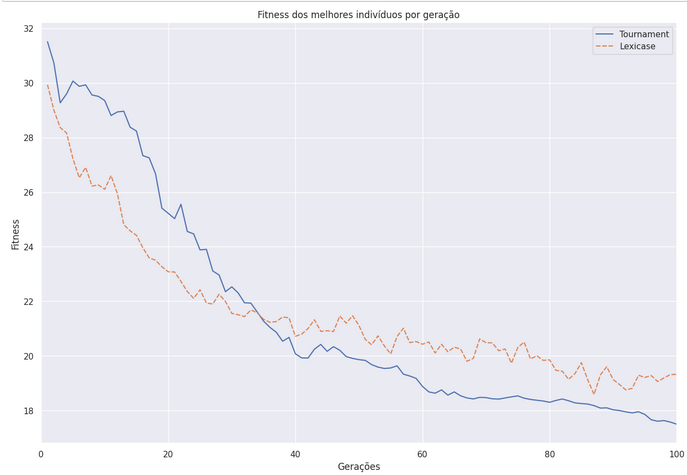 Fitness dos melhores indivíduos por geração
Tournament
Lexicase
Fitness
32
30
28
26
24
22
20
18
0
20
40
60
80
100
Gerações